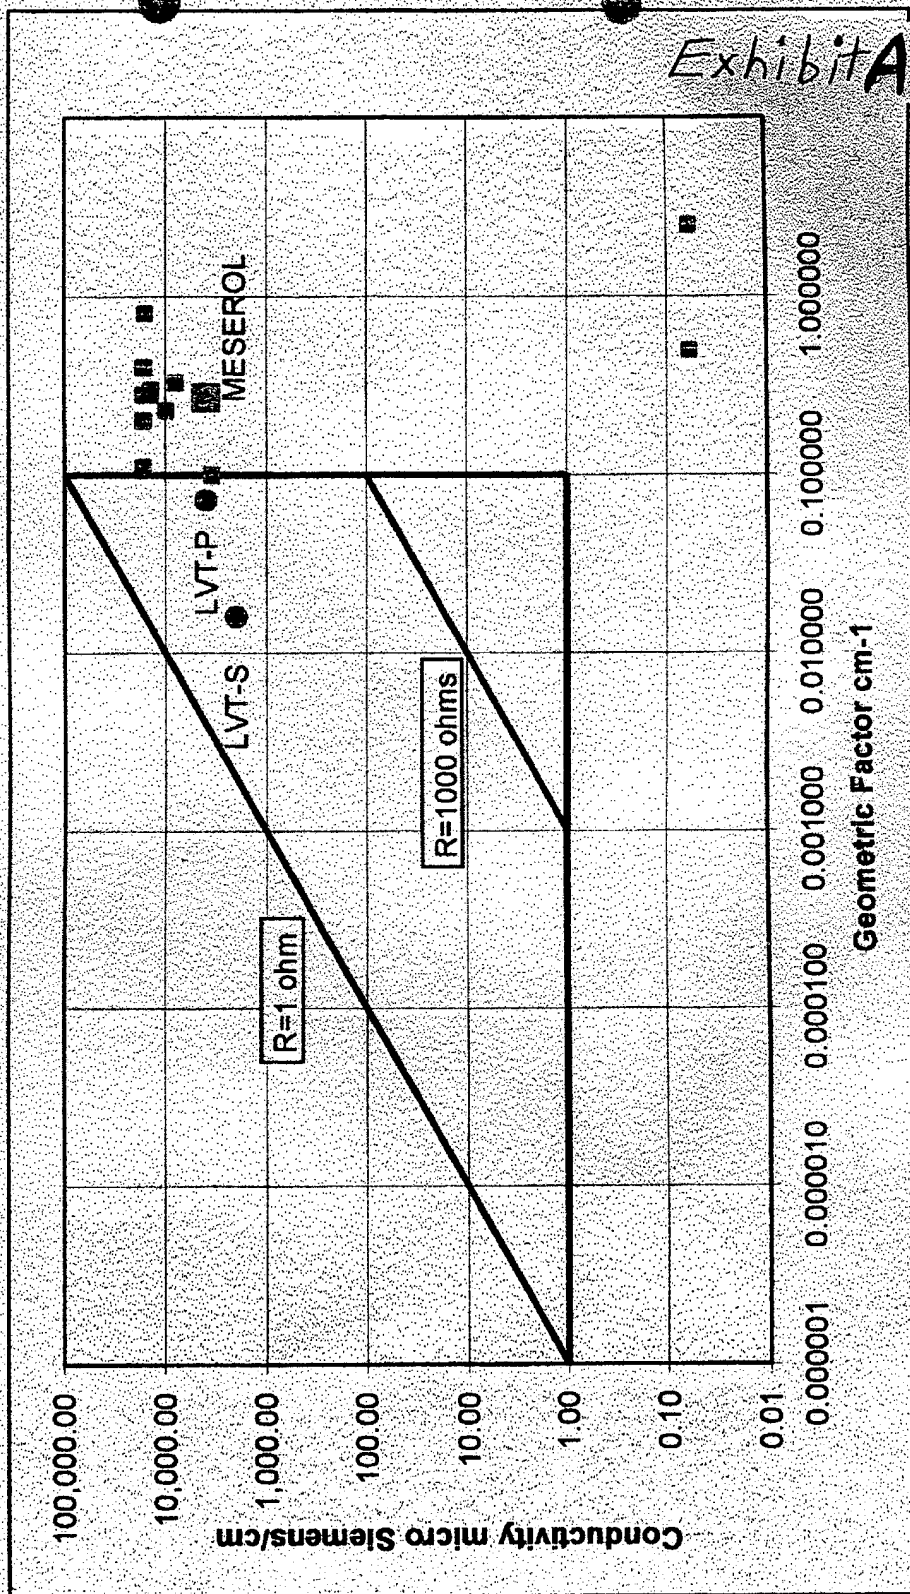 Exhibit A
Conductivity micro Siemens/cm
100,000.00
10,000.00
1,000.00
100.00
10.00
1.00
0.10
0.01
R=1 ohm
R=1000 ohms
LVT-S
LVT-P
MESEROL
0.000001
0.000010
0.000100
0.001000
0.010000
0.100000
1.000000
Geometric Factor cm-1